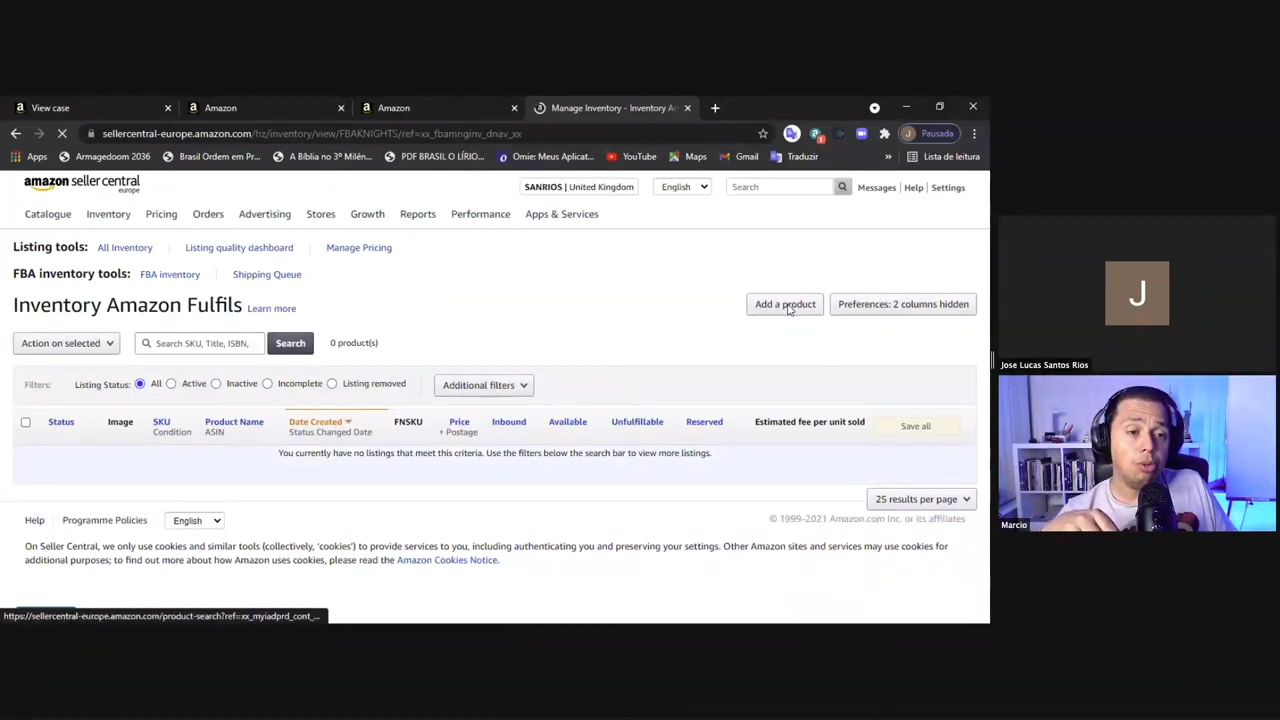 View case
Amazon
Amazon
Manage Inventory - Inventory A
sellercentral-europe.amazon.com/hz/inventory/view/FBAKNIGHTS/ref=xx_fbamnginv_dnav_xx
J Pausada
Apps
Armagedoom 2036
Brasil Ordem em Pr...
A Bíblia no 3º Milên...
PDF BRASIL O LÍRIO...
Omie: Meus Aplicat...
YouTube
Maps
Gmail
Traduzir
»
Lista de leitura
amazon seller central
europe
SANRIOS | United Kingdom
English
Search
Messages | Help | Settings
Catalogue Inventory Pricing Orders Advertising Stores Growth Reports Performance Apps & Services
Listing tools: All Inventory | Listing quality dashboard | Manage Pricing
FBA inventory tools: FBA inventory | Shipping Queue
Inventory Amazon Fulfils Learn more
Add a product
Preferences: 2 columns hidden
Action on selected
Search SKU, Title, ISBN,
Search
0 product(s)
Filters: Listing Status: All Active Inactive Incomplete Listing removed
Additional filters
Status Image SKU Product Name Date Created FNSKU Price Inbound Available Unfulfillable Reserved Estimated fee per unit sold Save all
Condition ASIN Status Changed Date + Postage
You currently have no listings that meet this criteria. Use the filters below the search bar to view more listings.
25 results per page
Help Programme Policies English
© 1999-2021 Amazon.com Inc. or its affiliates
On Seller Central, we only use cookies and similar tools (collectively, 'cookies') to provide services to you, including authenticating you and preserving your settings. Other Amazon sites and services may use cookies for
additional purposes; to find out more about how Amazon uses cookies, please read the Amazon Cookies Notice.
https://sellercentral-europe.amazon.com/product-search?ref=xx_myiadprd_cont_...
J
Jose Lucas Santos Rios
Marcio